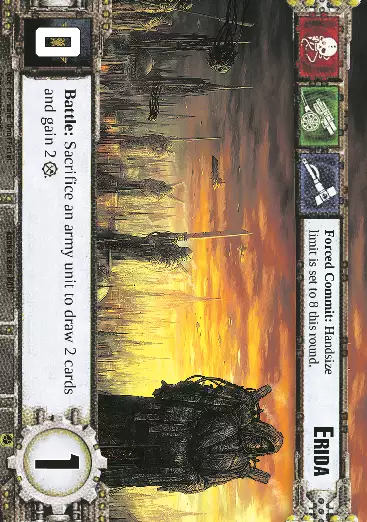 ERIDA
Forced Commit: Handsize
limit is set to 8 this round.
0
Battle: Sacrifice an army unit to draw 2 cards
and gain 2
1